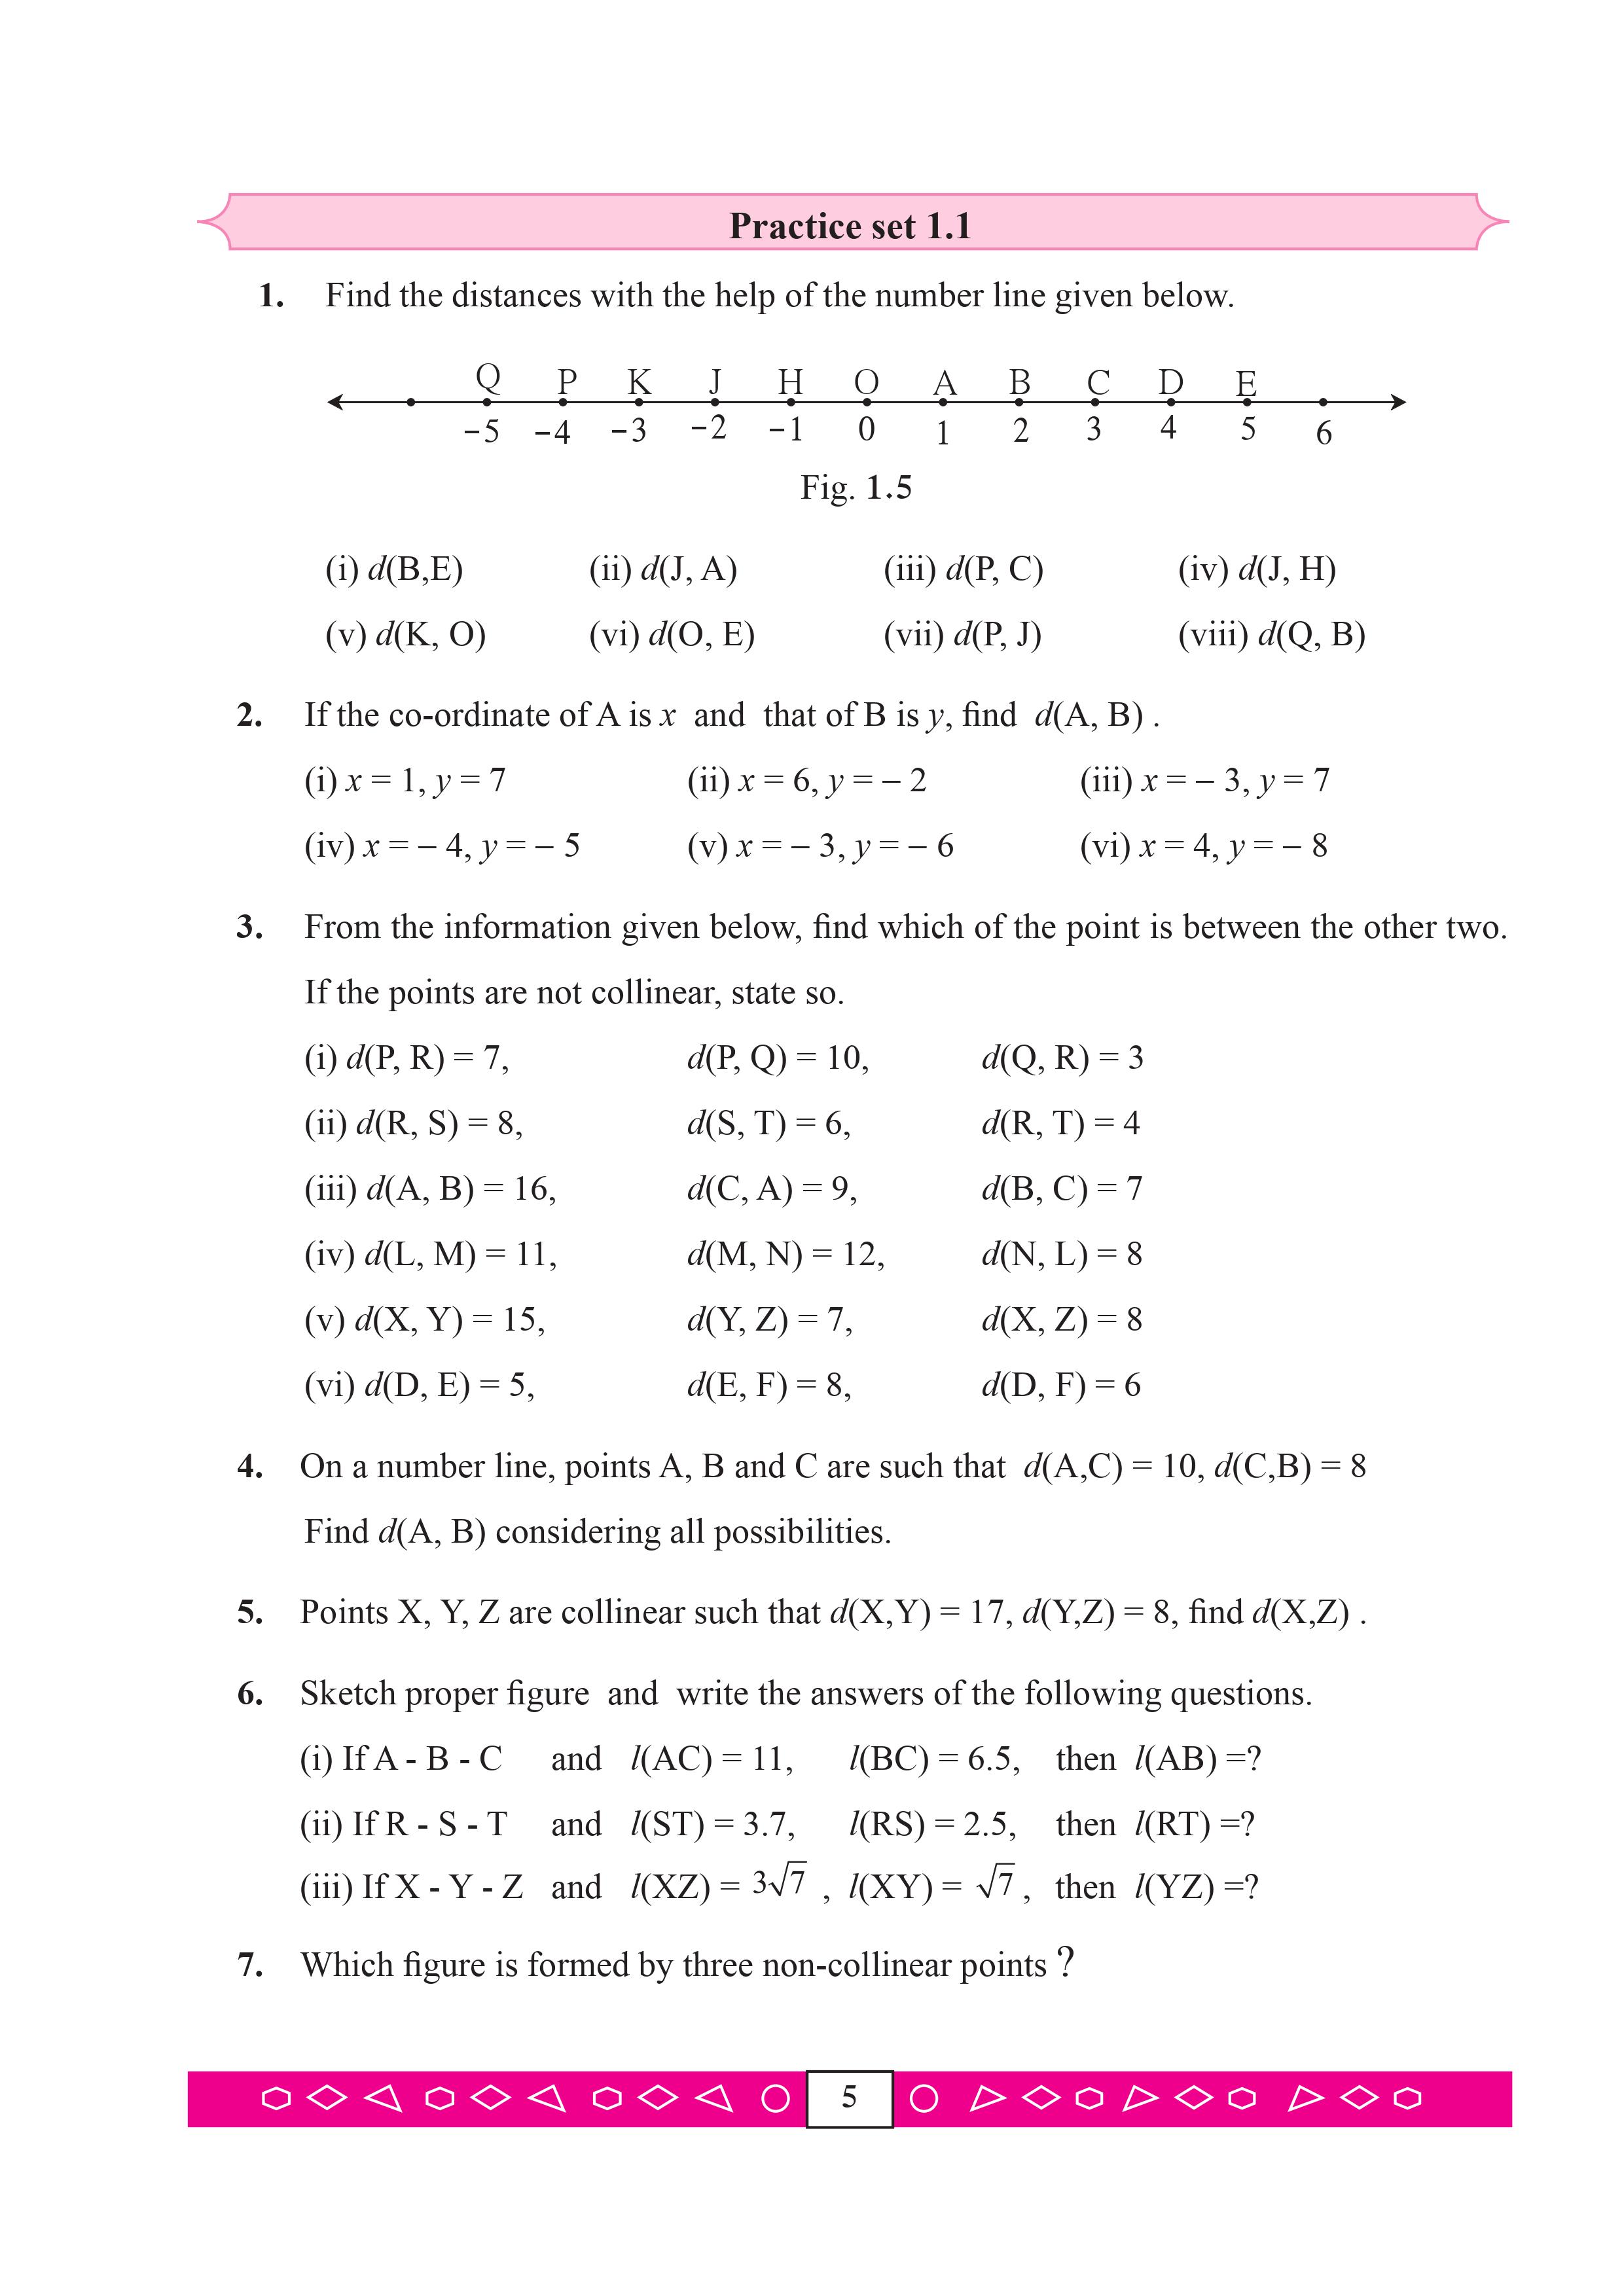 Practice set 1.1
1. Find the distances with the help of the number line given below.
Q P K J H O A B C D E
−5 −4 −3 −2 −1 0 1 2 3 4 5 6
Fig. 1.5
(i) d(B,E) (ii) d(J, A) (iii) d(P, C) (iv) d(J, H)
(v) d(K, O) (vi) d(O, E) (vii) d(P, J) (viii) d(Q, B)
2. If the co-ordinate of A is x and that of B is y, find d(A, B) .
(i) x = 1, y = 7 (ii) x = 6, y = − 2 (iii) x = − 3, y = 7
(iv) x = − 4, y = − 5 (v) x = − 3, y = − 6 (vi) x = 4, y = − 8
3. From the information given below, find which of the point is between the other two.
If the points are not collinear, state so.
(i) d(P, R) = 7, d(P, Q) = 10, d(Q, R) = 3
(ii) d(R, S) = 8, d(S, T) = 6, d(R, T) = 4
(iii) d(A, B) = 16, d(C, A) = 9, d(B, C) = 7
(iv) d(L, M) = 11, d(M, N) = 12, d(N, L) = 8
(v) d(X, Y) = 15, d(Y, Z) = 7, d(X, Z) = 8
(vi) d(D, E) = 5, d(E, F) = 8, d(D, F) = 6
4. On a number line, points A, B and C are such that d(A,C) = 10, d(C,B) = 8
Find d(A, B) considering all possibilities.
5. Points X, Y, Z are collinear such that d(X,Y) = 17, d(Y,Z) = 8, find d(X,Z) .
6. Sketch proper figure and write the answers of the following questions.
(i) If A - B - C and l(AC) = 11, l(BC) = 6.5, then l(AB) =?
(ii) If R - S - T and l(ST) = 3.7, l(RS) = 2.5, then l(RT) =?
(iii) If X - Y - Z and l(XZ) = 3√7 , l(XY) = √7 , then l(YZ) =?
7. Which figure is formed by three non-collinear points ?
5